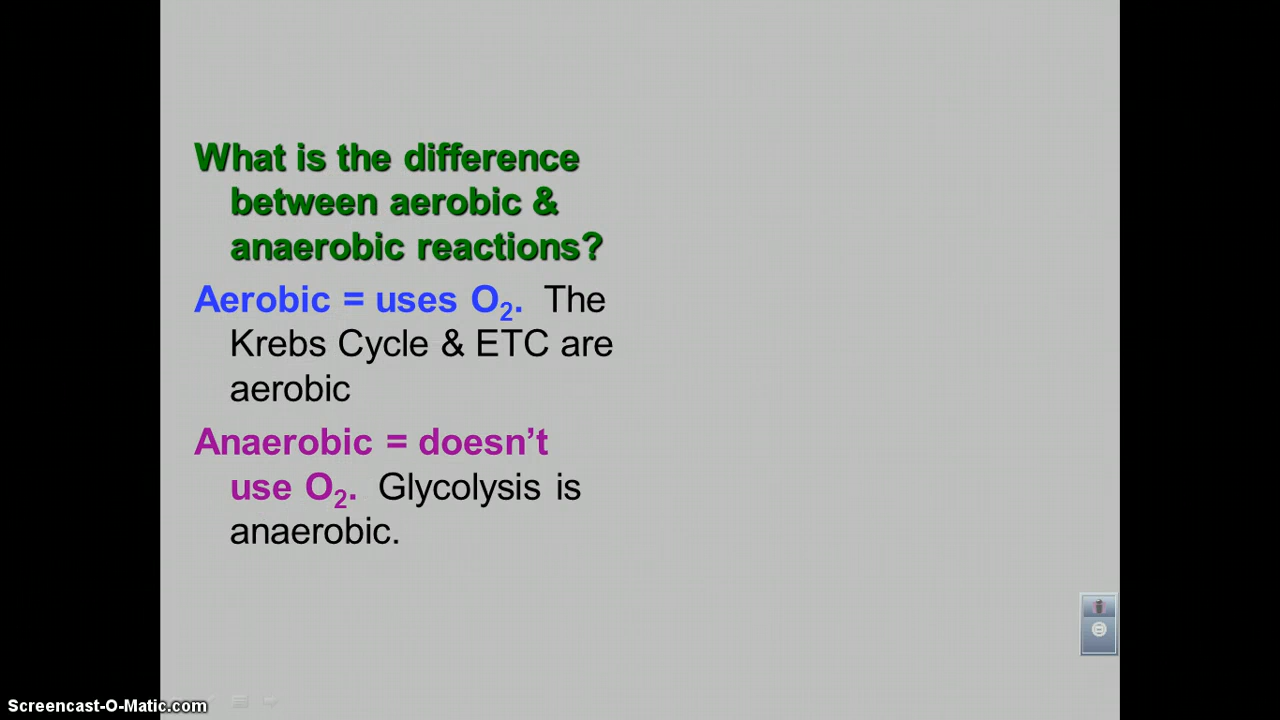 What is the difference
between aerobic &
anaerobic reactions?
Aerobic = uses O₂. The
Krebs Cycle & ETC are
aerobic
Anaerobic = doesn’t
use O₂. Glycolysis is
anaerobic.
Screencast-O-Matic.com